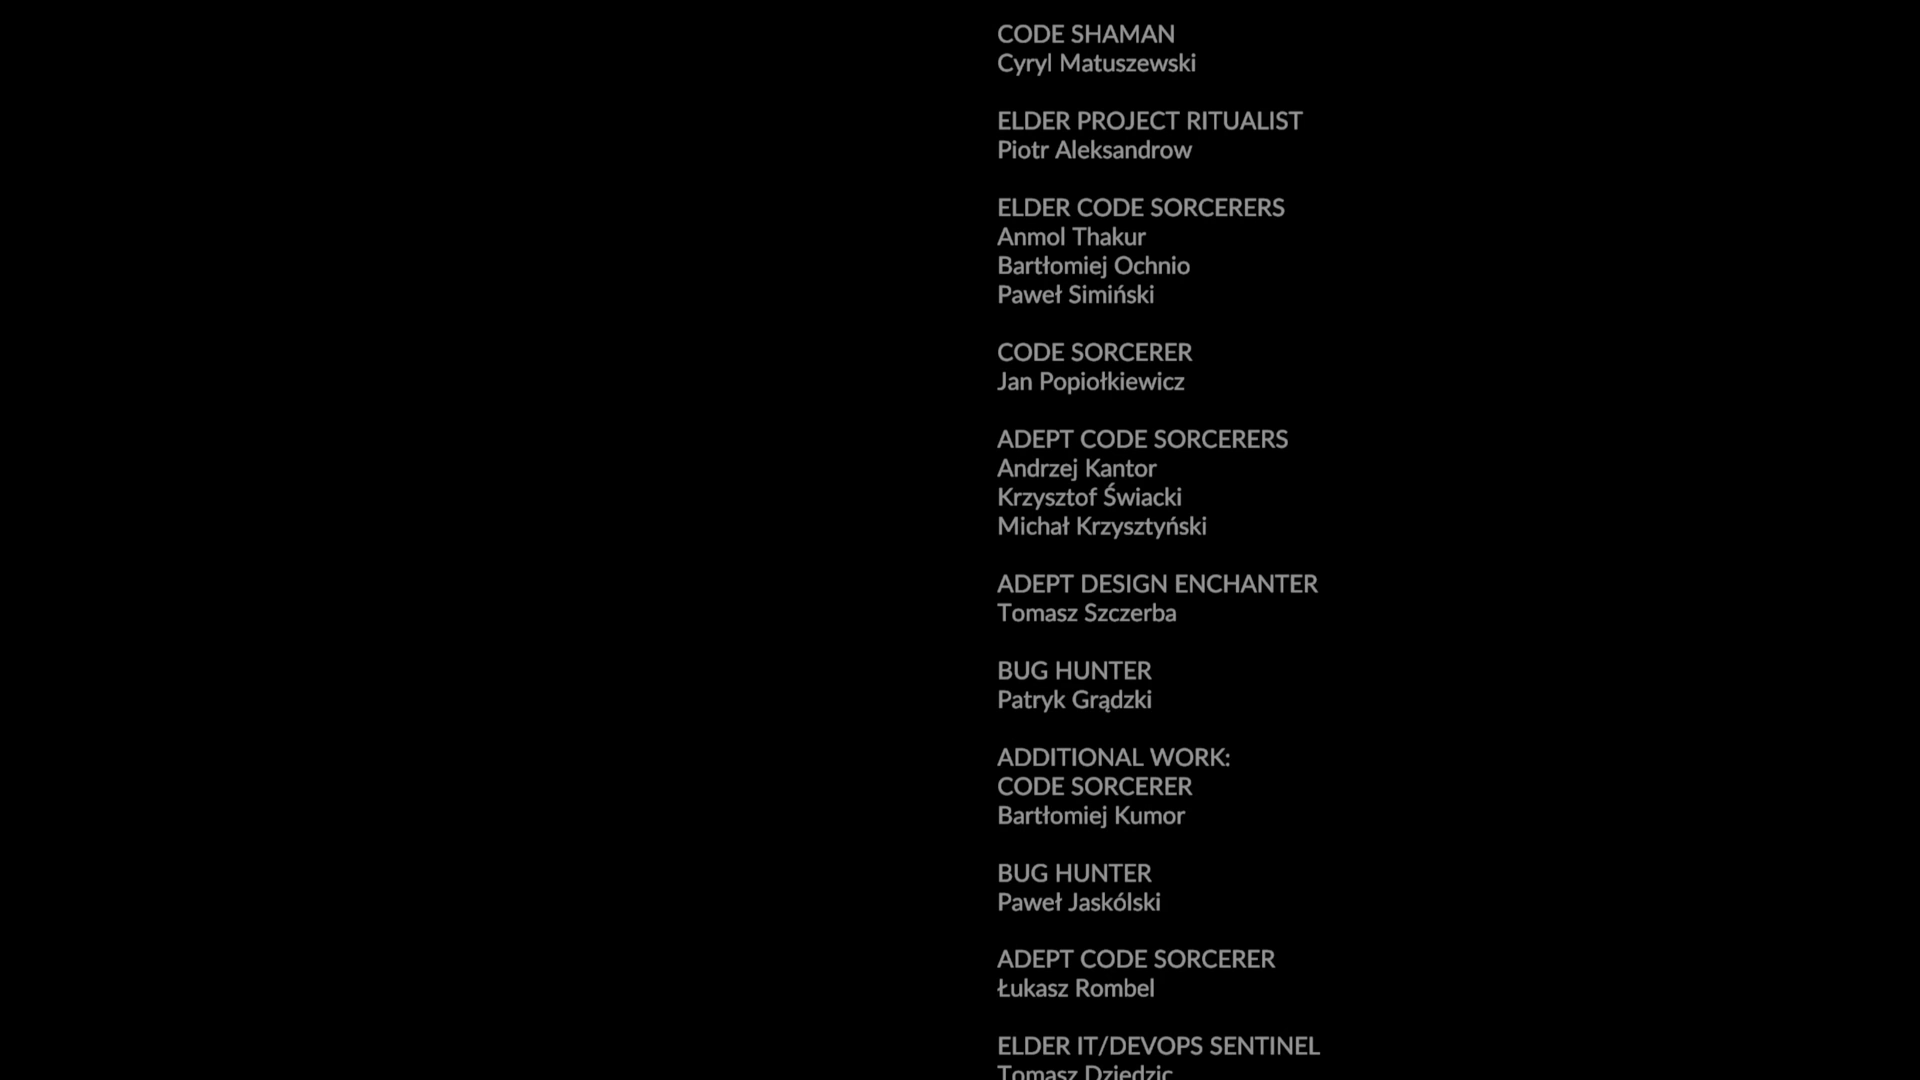 CODE SHAMAN
Cyryl Matuszewski
ELDER PROJECT RITUALIST
Piotr Aleksandrow
ELDER CODE SORCERERS
Anmol Thakur
Bartłomiej Ochnio
Paweł Simiński
CODE SORCERER
Jan Popiołkiewicz
ADEPT CODE SORCERERS
Andrzej Kantor
Krzysztof Świacki
Michał Krzysztyński
ADEPT DESIGN ENCHANTER
Tomasz Szczerba
BUG HUNTER
Patryk Grądzki
ADDITIONAL WORK:
CODE SORCERER
Bartłomiej Kumor
BUG HUNTER
Paweł Jaskólski
ADEPT CODE SORCERER
Łukasz Rombel
ELDER IT/DEVOPS SENTINEL
Tomasz Dziedzic